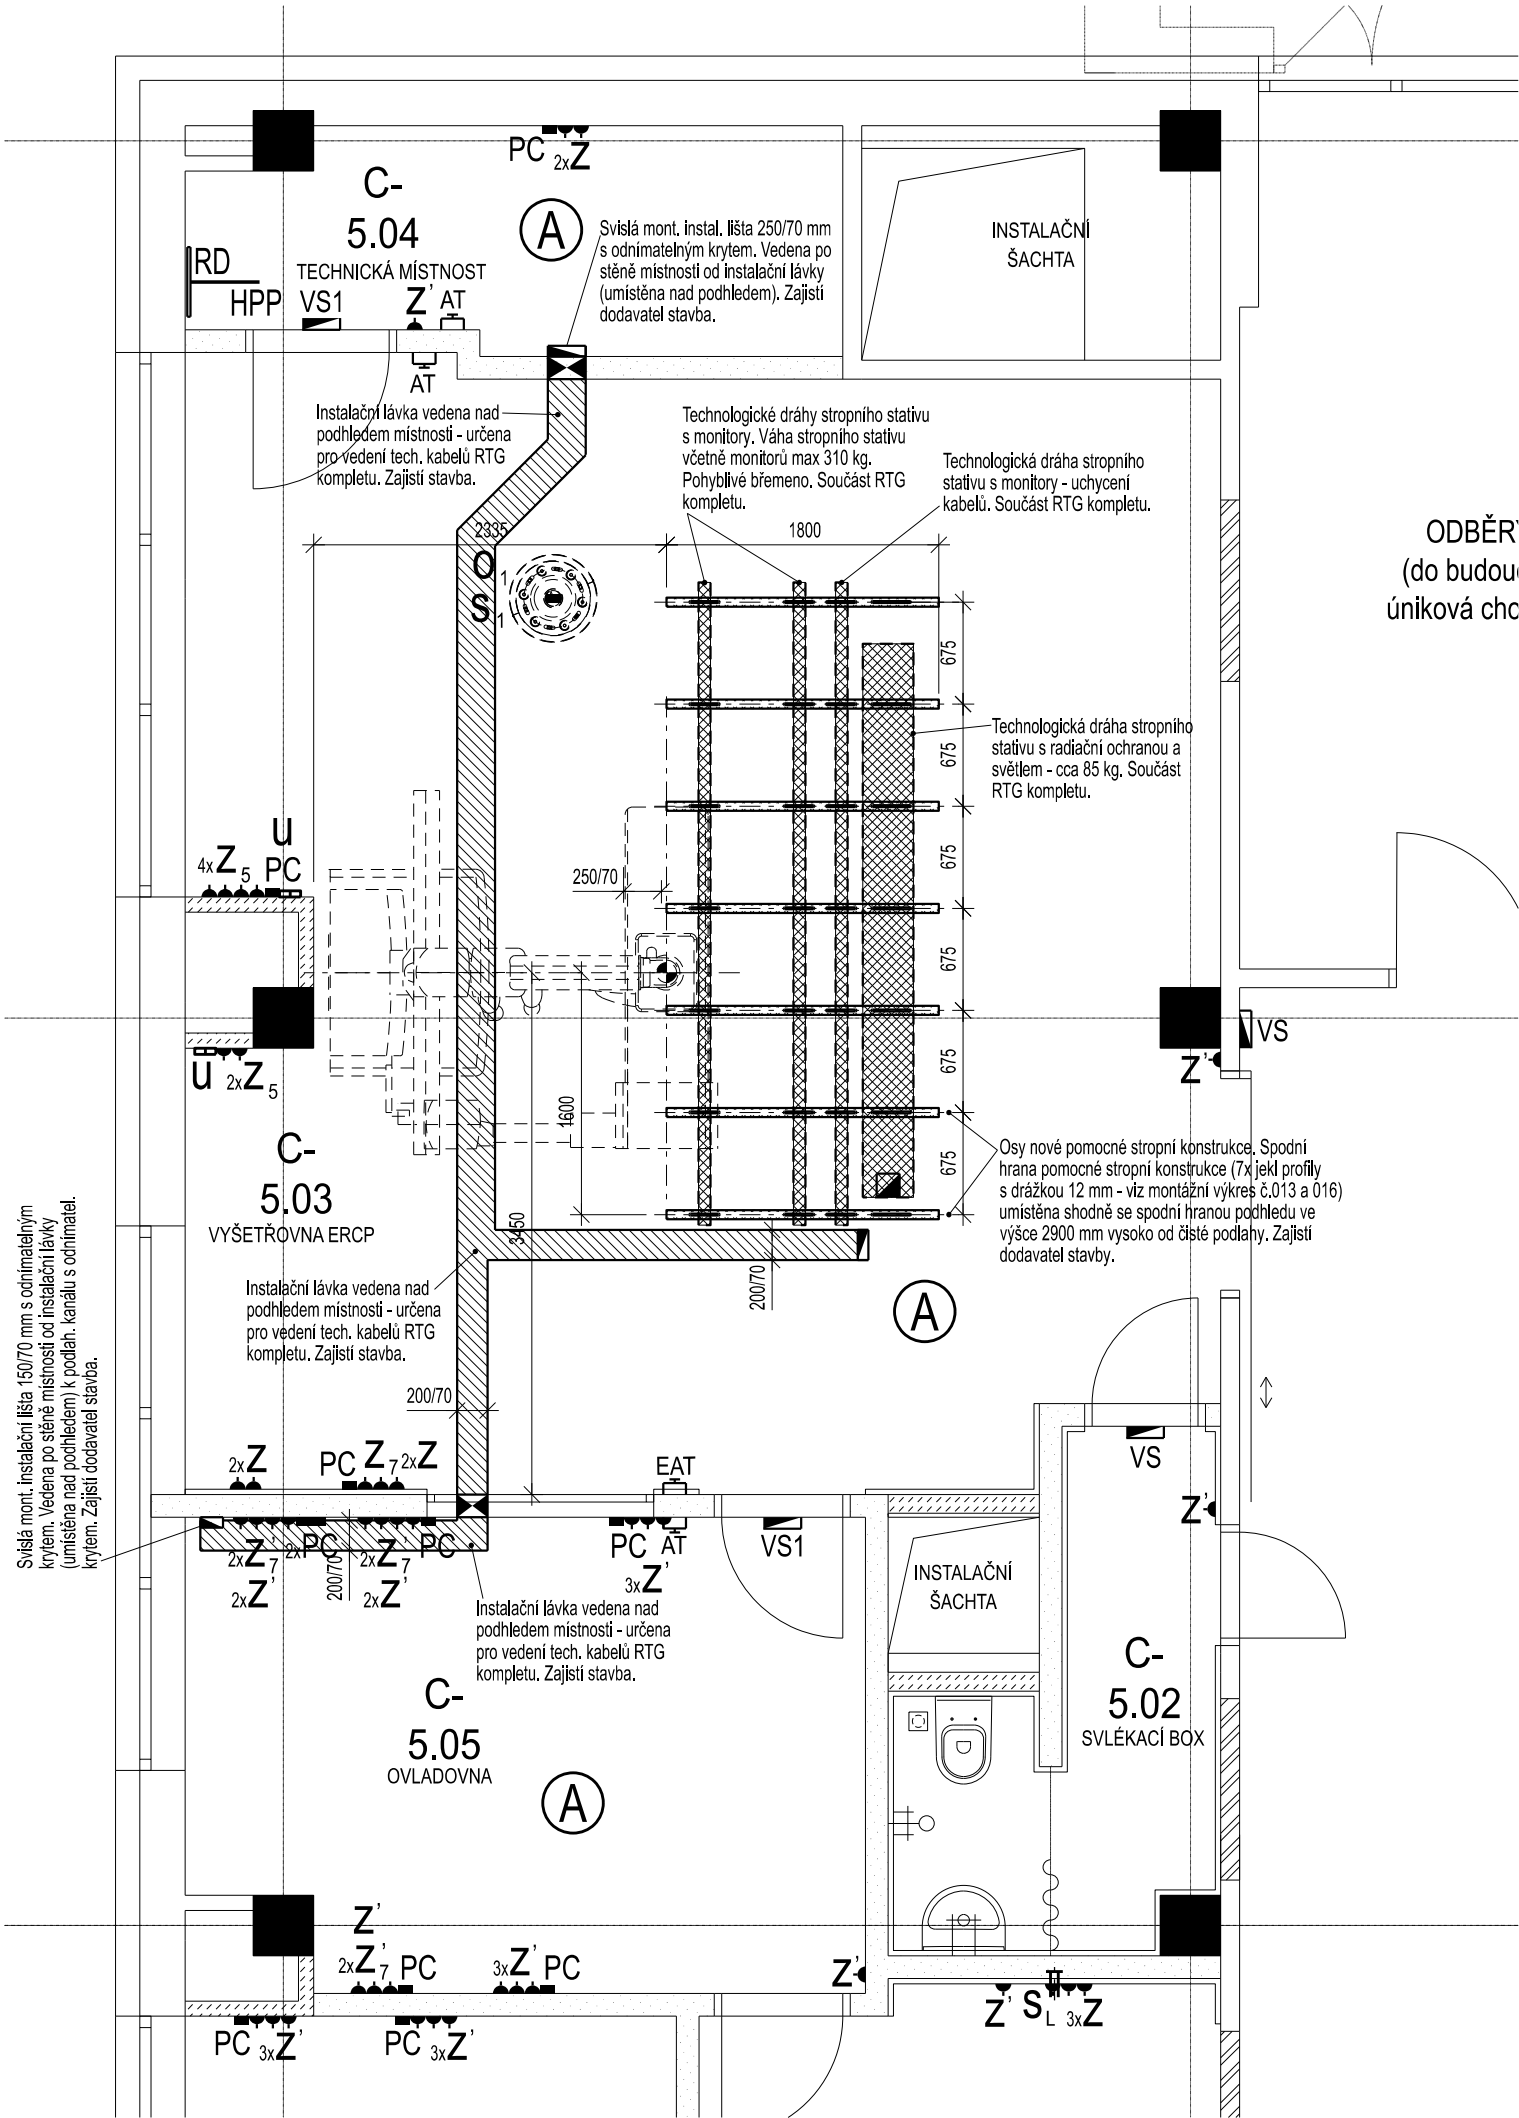 PC 2xZ
C-
5.04
TECHNICKÁ MÍSTNOST
A
Svislá mont. instal. lišta 250/70 mm
s odnímatelným krytem. Vedena po
stěně místnosti od instalační lávky
(umístěna nad podhledem). Zajistí
dodavatel stavba.
INSTALAČNÍ
ŠACHTA
RD
HPP
VS1
Z' AT
AT
Instalační lávka vedena nad
podhledem místnosti - určena
pro vedení tech. kabelů RTG
kompletu. Zajistí stavba.
Technologické dráhy stropního stativu
s monitory. Váha stropního stativu
včetně monitorů max 310 kg.
Pohyblivé břemeno. Součást RTG
kompletu.
Technologická dráha stropního
stativu s monitory - uchycení
kabelů. Součást RTG kompletu.
2335
1800
O1
S1
ODBĚRY
(do budouc
úniková cho
675
675
675
675
675
675
Technologická dráha stropního
stativu s radiační ochranou a
světlem - cca 85 kg. Součást
RTG kompletu.
u
4xZ5 PC
250/70
VS
Z'
u 2xZ5
1600
3450
C-
5.03
VYŠETŘOVNA ERCP
Osy nové pomocné stropní konstrukce. Spodní
hrana pomocné stropní konstrukce (7x jekl profily
s drážkou 12 mm - viz montážní výkres č.013 a 016)
umístěna shodně se spodní hranou podhledu ve
výšce 2900 mm vysoko od čisté podlahy. Zajistí
dodavatel stavby.
Svislá mont. instalační lišta 150/70 mm s odnímatelným
krytem. Vedena po stěně místnosti od instalační lávky
(umístěna nad podhledem) k podlah. kanálu s odnímatel.
krytem. Zajistí dodavatel stavba.
Instalační lávka vedena nad
podhledem místnosti - určena
pro vedení tech. kabelů RTG
kompletu. Zajistí stavba.
200/70
A
200/70
2xZ
PC Z7 2xZ
EAT
VS
Z'
2xZ'7 2xPC 2xZ'7 PC
2xZ' 200/70 2xZ'
PC AT
3xZ'
VS1
Instalační lávka vedena nad
podhledem místnosti - určena
pro vedení tech. kabelů RTG
kompletu. Zajistí stavba.
INSTALAČNÍ
ŠACHTA
C-
5.02
SVLÉKACÍ BOX
C-
5.05
OVLADOVNA
A
Z'
2xZ'7 PC
3xZ' PC
Z'
PC 3xZ'
PC 3xZ'
Z' SL 3xZ